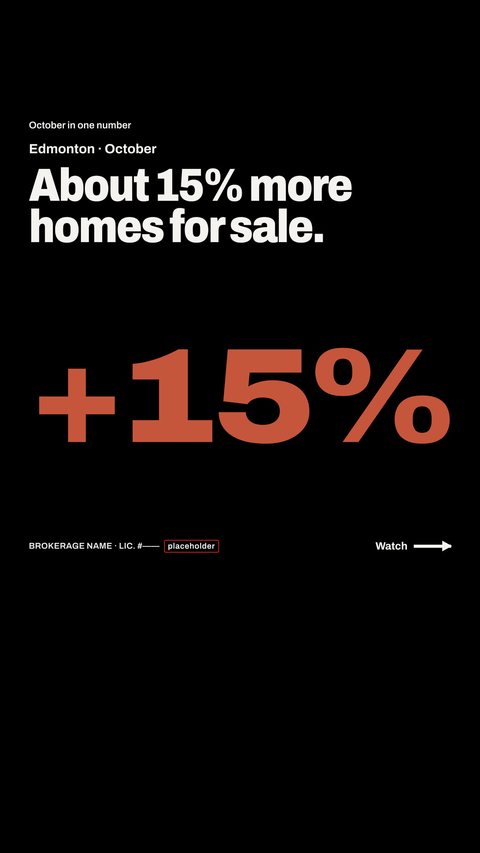 October in one number
Edmonton · October
About 15% more
homes for sale.
+15%
BROKERAGE NAME · LIC. #—— placeholder
Watch